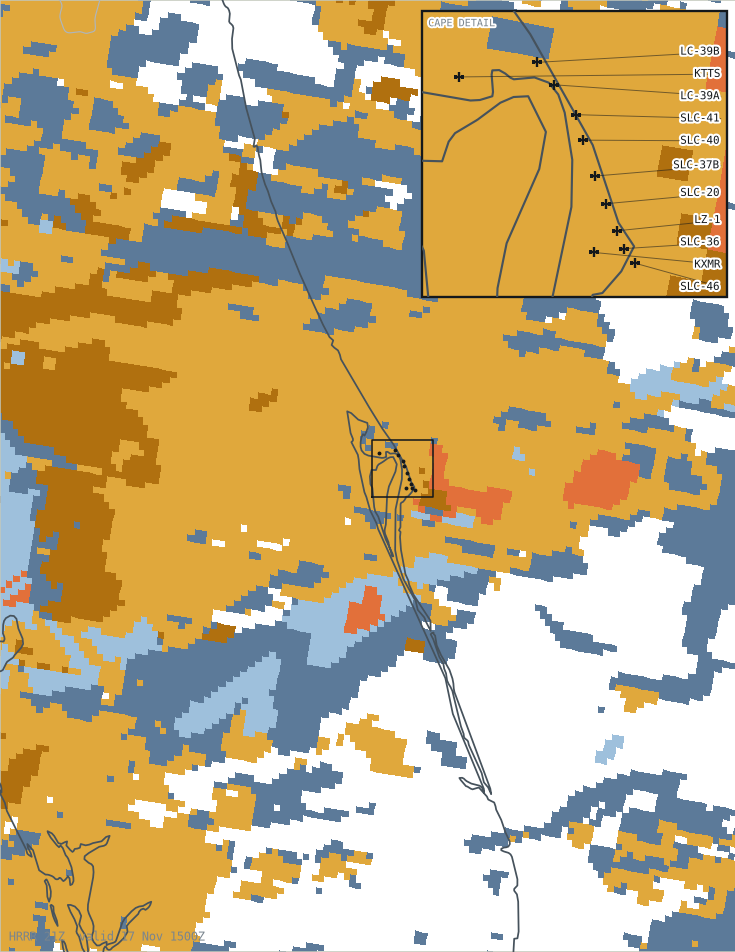 CAPE DETAIL
LC-39B
KTTS
LC-39A
SLC-41
SLC-40
SLC-37B
SLC-20
LZ-1
SLC-36
KXMR
SLC-46
valid 27 Nov 1500Z